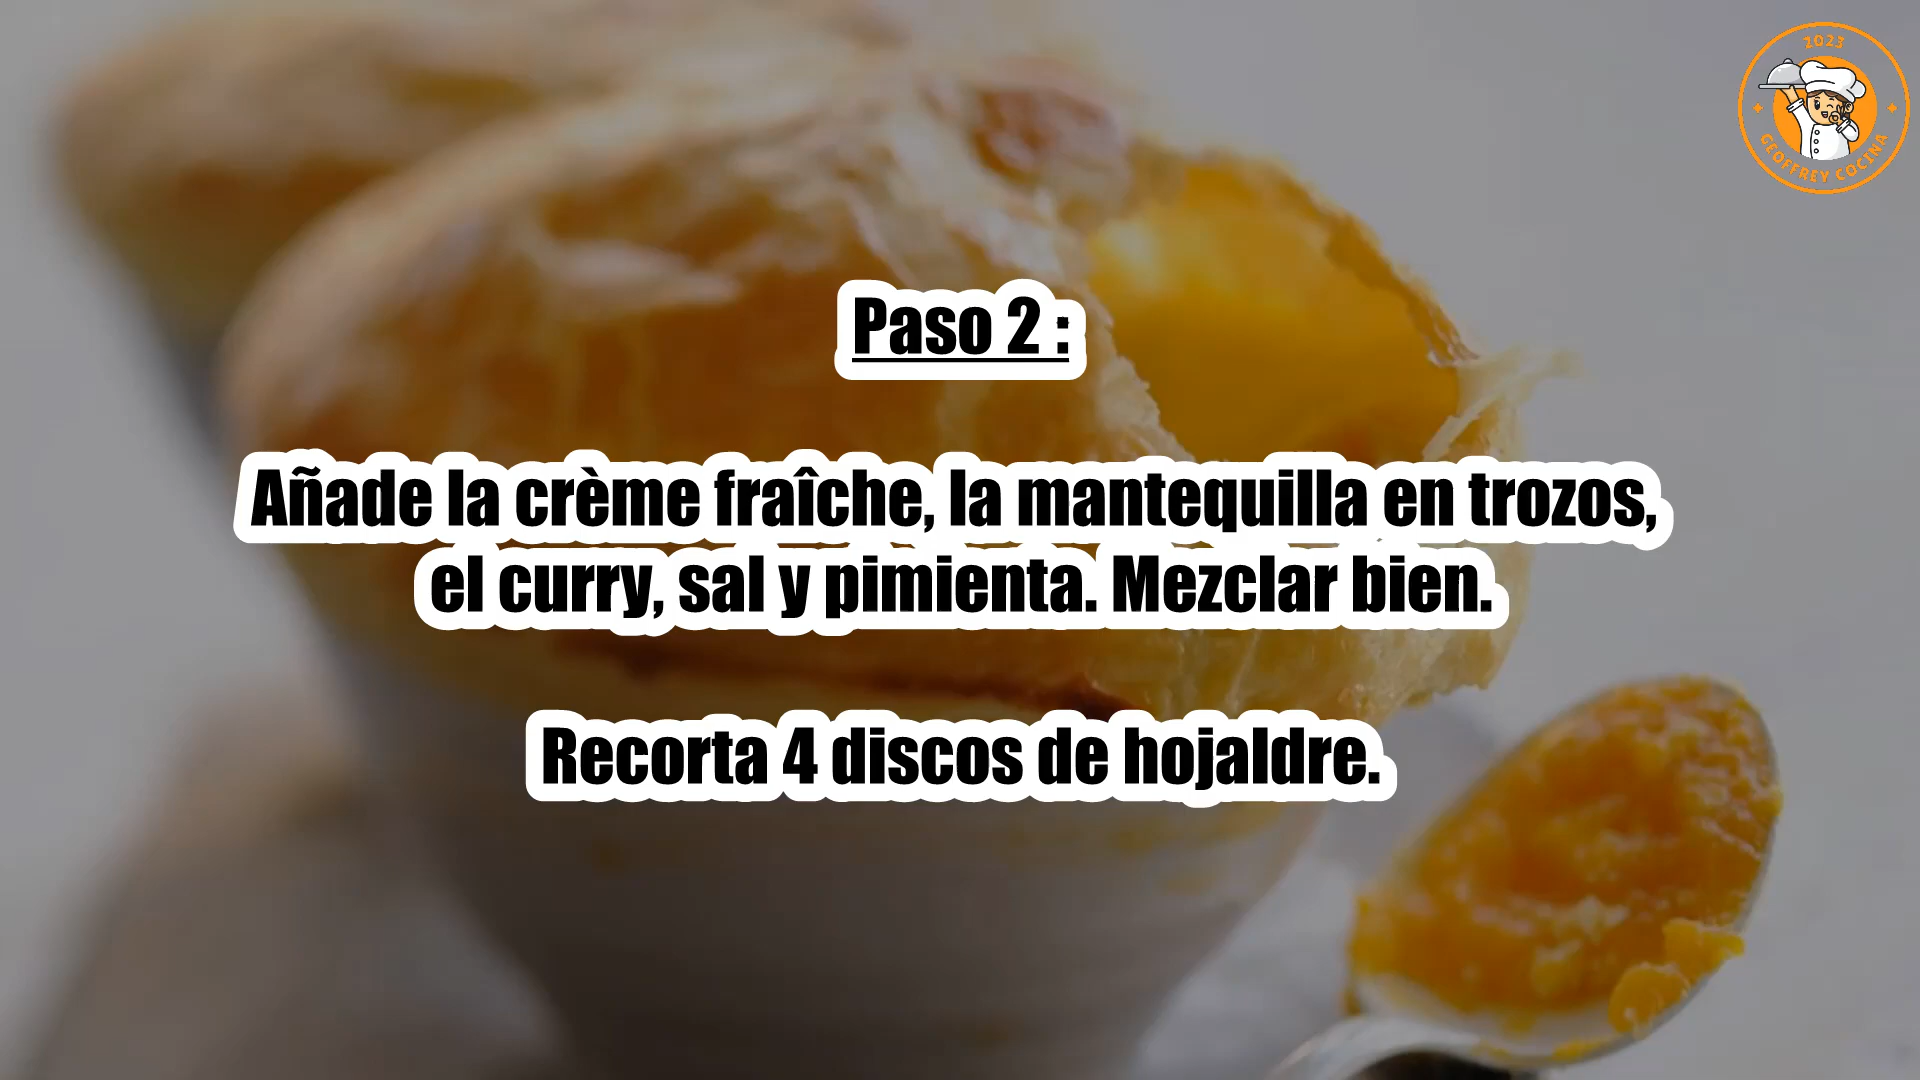 2023
GEOFFREY COCINA
Paso 2 :
Añade la crème fraîche, la mantequilla en trozos,
el curry, sal y pimienta. Mezclar bien.
Recorta 4 discos de hojaldre.